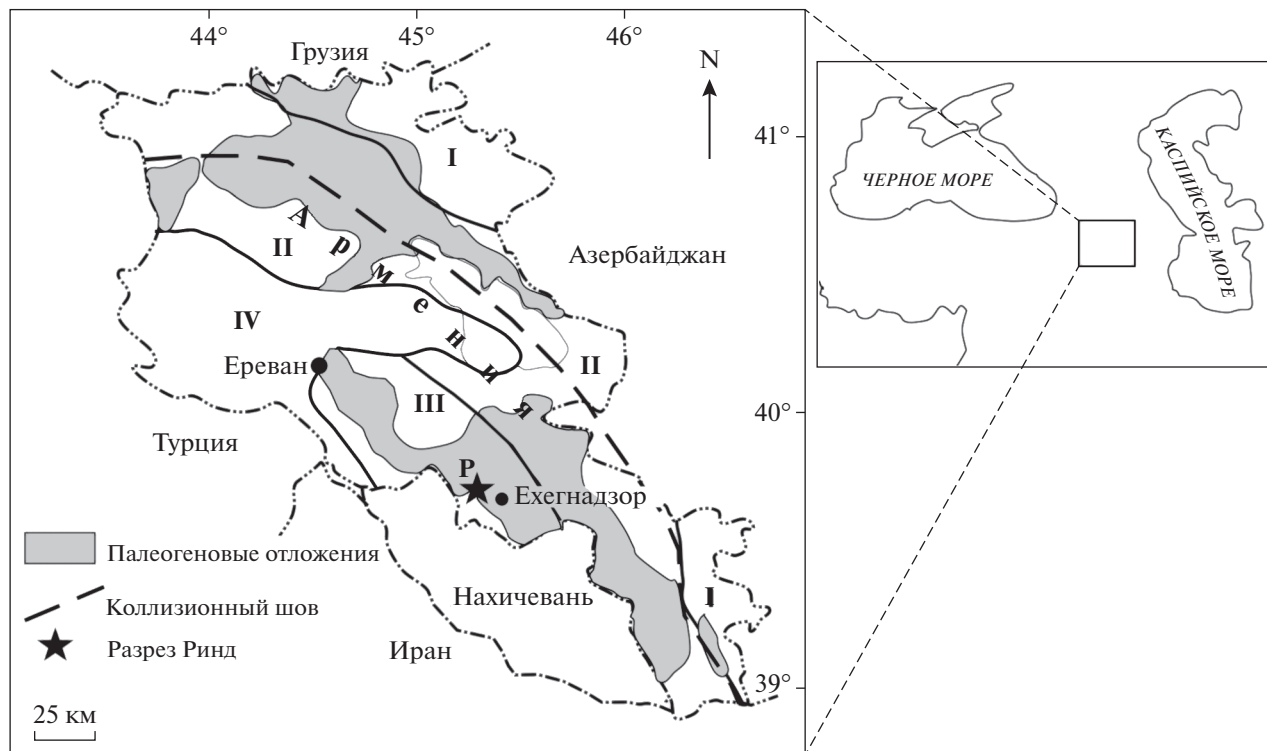 44° 45° 46°
Грузия
N
41°
I
Армения
II
Азербайджан
IV
Ереван
II
III
40°
Турция
Р
Ехегнадзор
Палеогеновые отложения
Коллизионный шов
Нахичевань
I
Разрез Ринд
Иран
39°
25 км
ЧЕРНОЕ МОРЕ
КАСПИЙСКОЕ МОРЕ